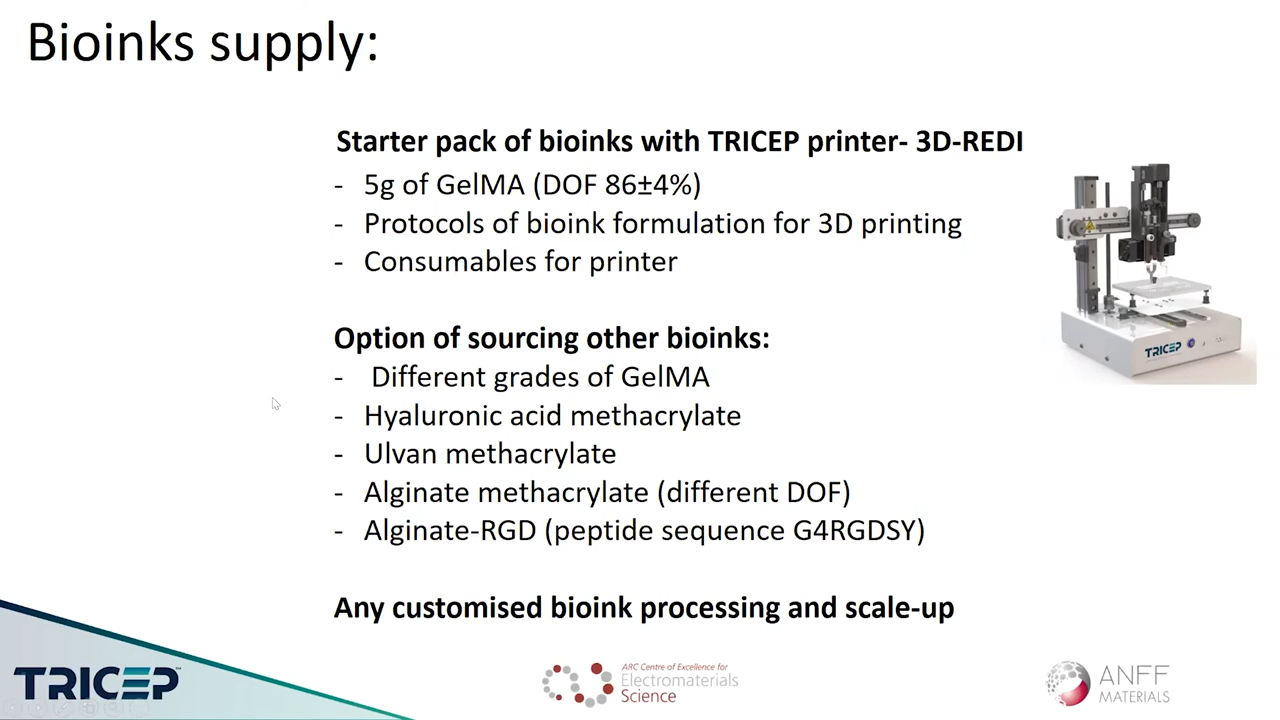 Bioinks supply:
Starter pack of bioinks with TRICEP printer- 3D-REDI
- 5g of GelMA (DOF 86±4%)
- Protocols of bioink formulation for 3D printing
- Consumables for printer
Option of sourcing other bioinks:
- Different grades of GelMA
- Hyaluronic acid methacrylate
- Ulvan methacrylate
- Alginate methacrylate (different DOF)
- Alginate-RGD (peptide sequence G4RGDSY)
Any customised bioink processing and scale-up
TRICEP
TRICEP™
ARC Centre of Excellence for
Electromaterials
Science
ANFF
MATERIALS